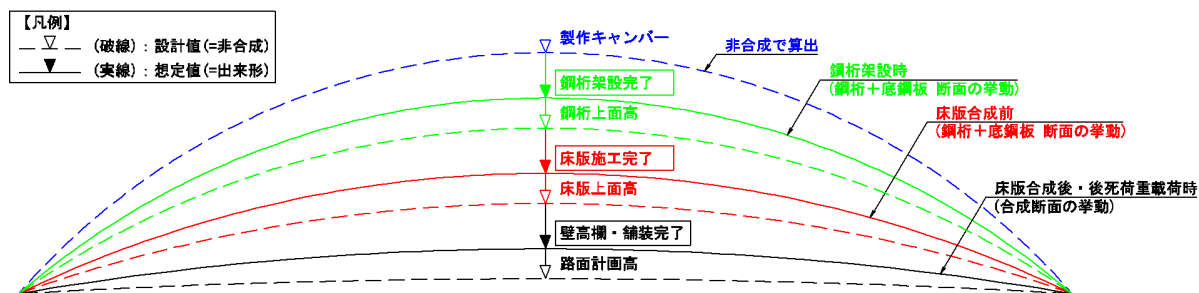 【凡例】
(破線)：設計値(=非合成)
(実線)：想定値(=出来形)
製作キャンバー
非合成で算出
鋼桁架設完了
鋼桁架設時
(鋼桁＋底鋼板 断面の挙動)
鋼桁上面高
床版合成前
(鋼桁＋底鋼板 断面の挙動)
床版施工完了
床版上面高
床版合成後・後死荷重載荷時
(合成断面の挙動)
壁高欄・舗装完了
路面計画高